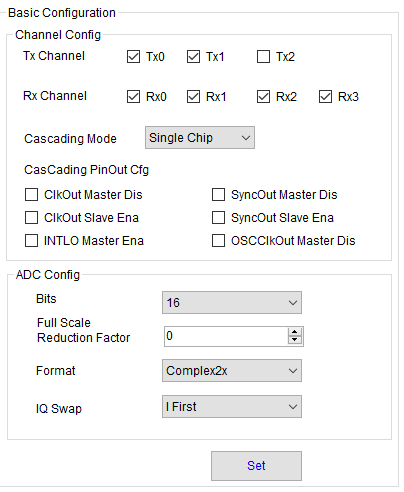 Basic Configuration
Channel Config
Tx Channel Tx0 Tx1 Tx2
Rx Channel Rx0 Rx1 Rx2 Rx3
Cascading Mode Single Chip
CasCading PinOut Cfg
ClkOut Master Dis SyncOut Master Dis
ClkOut Slave Ena SyncOut Slave Ena
INTLO Master Ena OSCClkOut Master Dis
ADC Config
Bits 16
Full Scale
Reduction Factor 0
Format Complex2x
IQ Swap I First
Set